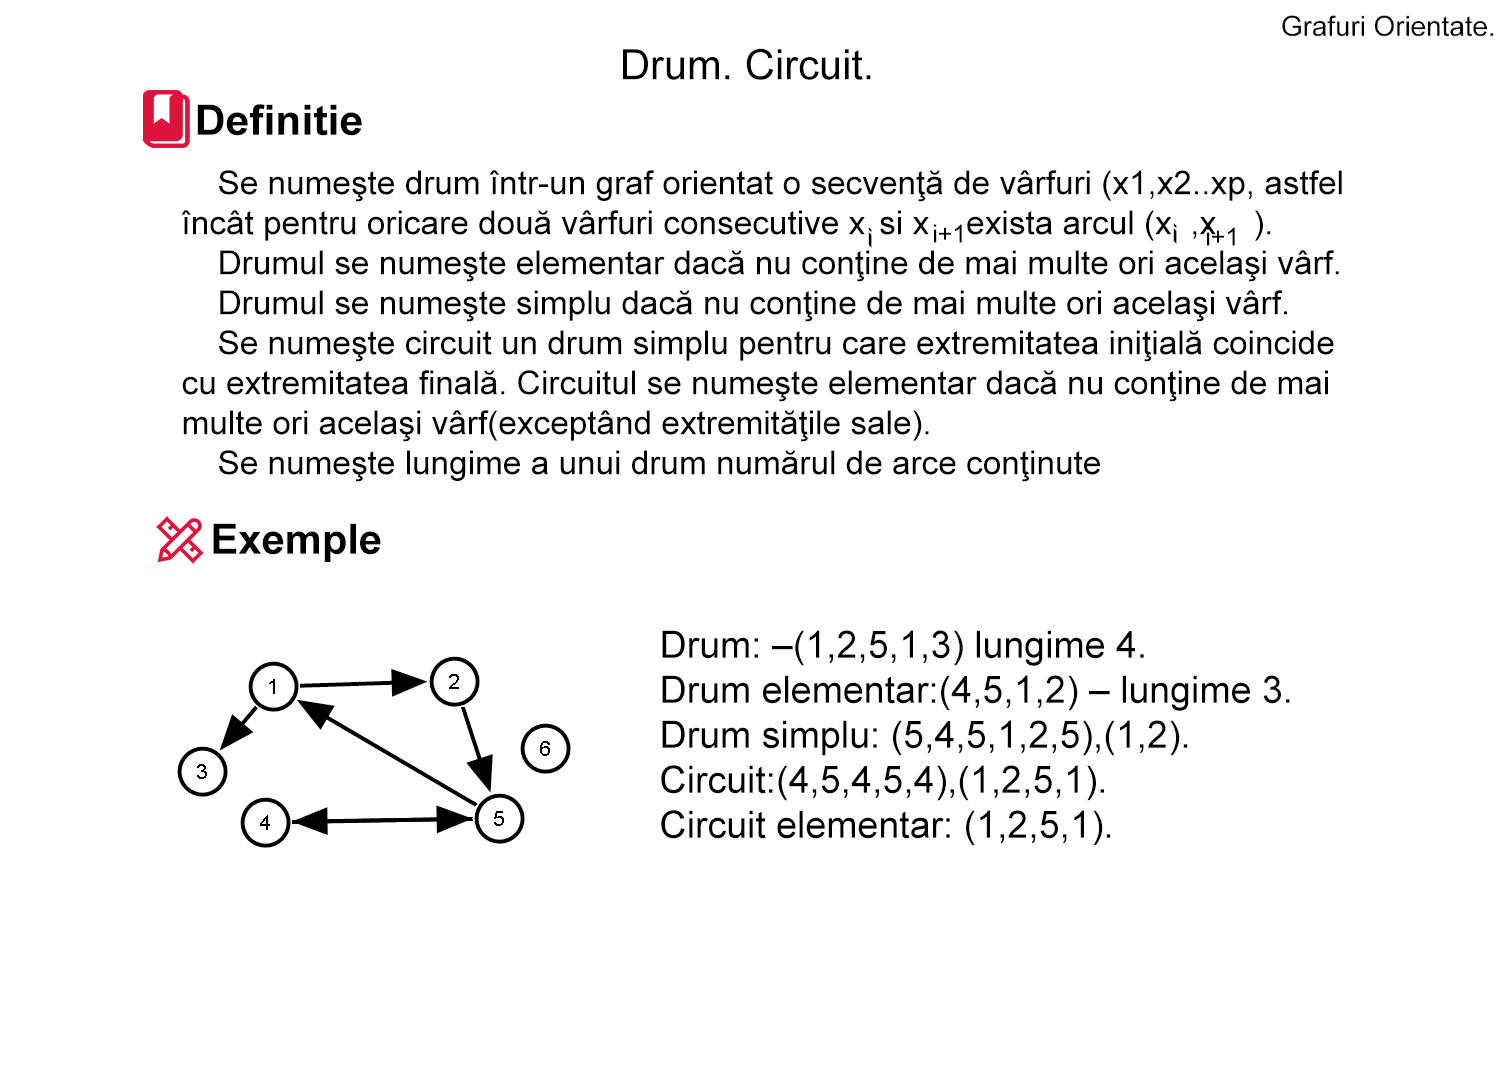 Grafuri Orientate.
Drum. Circuit.
Definitie
Se numeşte drum într-un graf orientat o secvenţă de vârfuri (x1,x2..xp, astfel
încât pentru oricare două vârfuri consecutive x i si x i+1 exista arcul (x i ,x i+1 ).
Drumul se numeşte elementar dacă nu conţine de mai multe ori acelaşi vârf.
Drumul se numeşte simplu dacă nu conţine de mai multe ori acelaşi vârf.
Se numeşte circuit un drum simplu pentru care extremitatea iniţială coincide
cu extremitatea finală. Circuitul se numeşte elementar dacă nu conţine de mai
multe ori acelaşi vârf(exceptând extremităţile sale).
Se numeşte lungime a unui drum numărul de arce conţinute
Exemple
1
2
6
3
4
5
Drum: –(1,2,5,1,3) lungime 4.
Drum elementar:(4,5,1,2) – lungime 3.
Drum simplu: (5,4,5,1,2,5),(1,2).
Circuit:(4,5,4,5,4),(1,2,5,1).
Circuit elementar: (1,2,5,1).